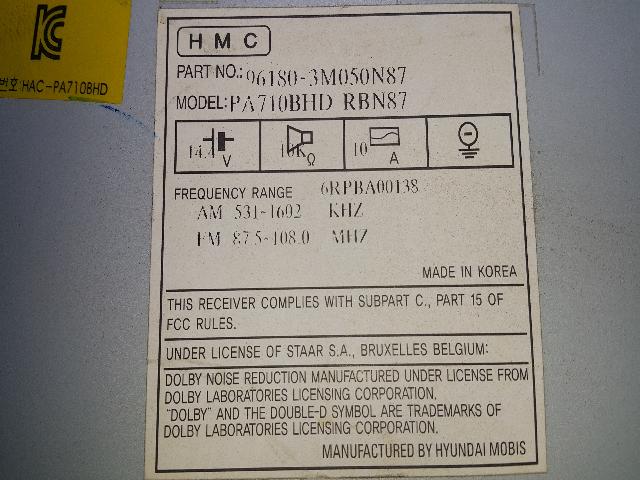 번호:HAC-PA710BHD
HMC
PART NO.: 96180-3M050N87
MODEL: PA710BHD RBN87
14.4 V 10K Ω 10 A
FREQUENCY RANGE 6RPBA00138
AM 531~1602 KHZ
FM 87.5~108.0 MHZ
MADE IN KOREA
THIS RECEIVER COMPLIES WITH SUBPART C., PART 15 OF
FCC RULES.
UNDER LICENSE OF STAAR S.A., BRUXELLES BELGIUM:
DOLBY NOISE REDUCTION MANUFACTURED UNDER LICENSE FROM
DOLBY LABORATORIES LICENSING CORPORATION.
"DOLBY" AND THE DOUBLE-D SYMBOL ARE TRADEMARKS OF
DOLBY LABORATORIES LICENSING CORPORATION.
MANUFACTURED BY HYUNDAI MOBIS